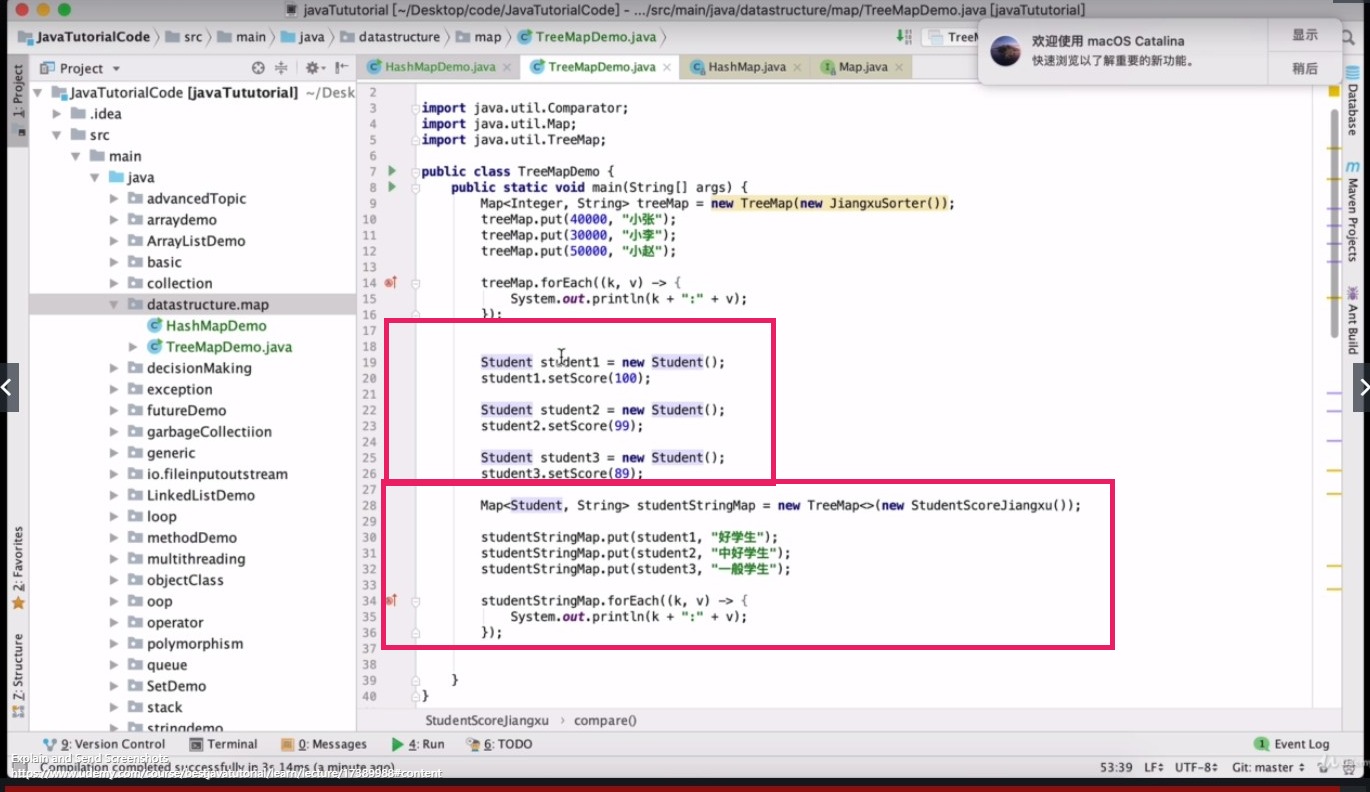 javaTututorial [~/Desktop/code/JavaTutorialCode] - .../src/main/java/datastructure/map/TreeMapDemo.java [javaTututorial]
JavaTutorialCode src main java datastructure map TreeMapDemo.java
TreeM
欢迎使用 macOS Catalina
快速浏览以了解重要的新功能。
显示
稍后
Project
HashMapDemo.java TreeMapDemo.java HashMap.java Map.java
1: Project
2: Favorites
Z: Structure
JavaTutorialCode [javaTututorial] ~/Desk
.idea
src
main
java
advancedTopic
arraydemo
ArrayListDemo
basic
collection
datastructure.map
HashMapDemo
TreeMapDemo.java
decisionMaking
exception
futureDemo
garbageCollectiion
generic
io.fileinputoutstream
LinkedListDemo
loop
methodDemo
multithreading
objectClass
oop
operator
polymorphism
queue
SetDemo
stack
stringdemo
2
3 import java.util.Comparator;
4 import java.util.Map;
5 import java.util.TreeMap;
6
7 public class TreeMapDemo {
8 public static void main(String[] args) {
9 Map<Integer, String> treeMap = new TreeMap(new JiangxuSorter());
10 treeMap.put(40000, "小张");
11 treeMap.put(30000, "小李");
12 treeMap.put(50000, "小赵");
13
14 treeMap.forEach((k, v) -> {
15 System.out.println(k + ":" + v);
16 });
17
18
19 Student student1 = new Student();
20 student1.setScore(100);
21
22 Student student2 = new Student();
23 student2.setScore(99);
24
25 Student student3 = new Student();
26 student3.setScore(89);
27
28 Map<Student, String> studentStringMap = new TreeMap<>(new StudentScoreJiangxu());
29
30 studentStringMap.put(student1, "好学生");
31 studentStringMap.put(student2, "中好学生");
32 studentStringMap.put(student3, "一般学生");
33
34 studentStringMap.forEach((k, v) -> {
35 System.out.println(k + ":" + v);
36 });
37
38
39 }
40 }
Database
Maven Projects
Ant Build
StudentScoreJiangxu › compare()
9: Version Control Terminal 0: Messages 4: Run 6: TODO
Event Log
Explain and Send Screenshots
Compilation completed successfully in 3s 14ms (a minute ago)
https://www.udemy.com/course/bestjavatutorial/learn/lecture/17389988#content
53:39 LF UTF-8 Git: master